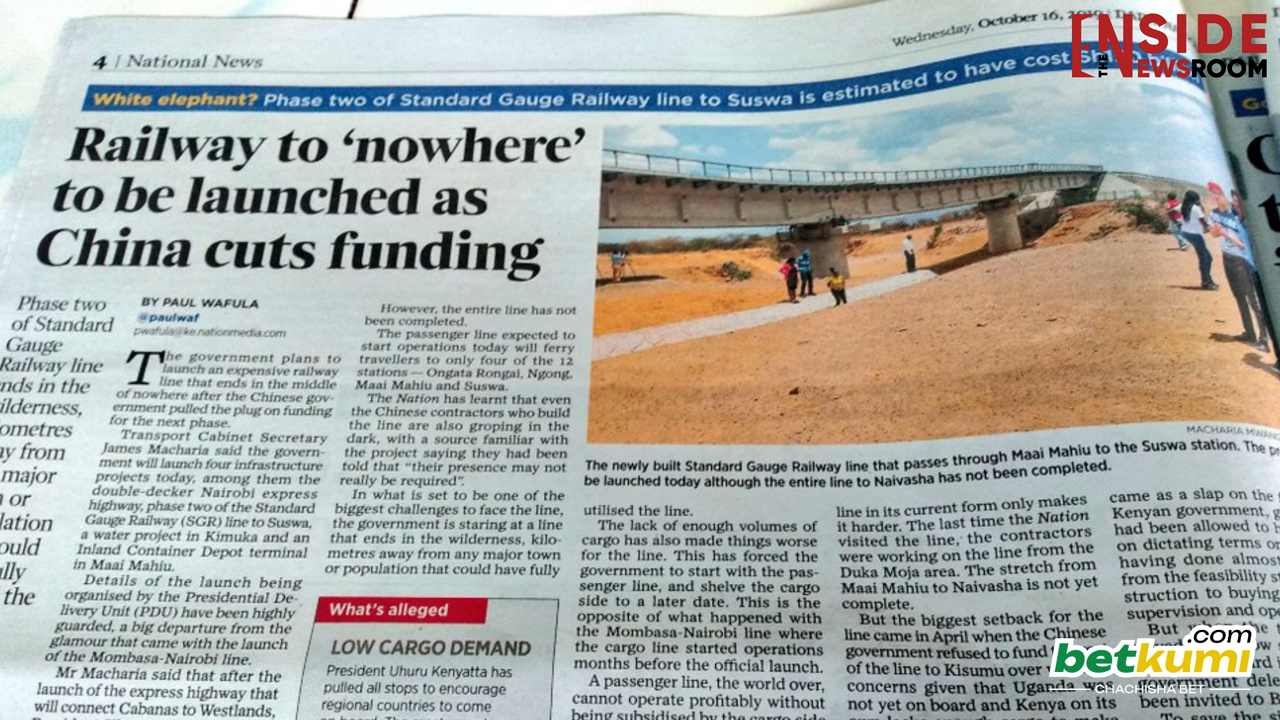 4 | National News
Wednesday, October 16,
INSIDE
THE NEWSROOM
White elephant? Phase two of Standard Gauge Railway line to Suswa is estimated to have cost
Railway to ‘nowhere’
to be launched as
China cuts funding
Phase two
of Standard
Gauge
Railway line
in the
major
or
the
BY PAUL WAFULA
@paulwaf
pwafula@ke.nationmedia.com
The government plans to
launch an expensive railway
line that ends in the middle
of nowhere after the Chinese gov-
ernment pulled the plug on funding
for the next phase.
Transport Cabinet Secretary
James Macharia said the govern-
ment will launch four infrastructure
projects today, among them the
double-decker Nairobi express
highway, phase two of the Standard
Gauge Railway (SGR) line to Suswa,
a water project in Kimuka and an
Inland Container Depot terminal
in Maai Mahiu.
Details of the launch being
organised by the Presidential De-
livery Unit (PDU) have been highly
guarded, a big departure from the
glamour that came with the launch
of the Mombasa-Nairobi line.
Mr Macharia said that after the
launch of the express highway that
will connect Cabanas to Westlands,
However, the entire line has not
been completed.
The passenger line expected to
start operations today will ferry
travellers to only four of the 12
stations — Ongata Rongai, Ngong,
Maai Mahiu and Suswa.
The Nation has learnt that even
the Chinese contractors who build
the line are also groping in the
dark, with a source familiar with
the project saying they had been
told that “their presence may not
really be required”.
In what is set to be one of the
biggest challenges to face the line,
the government is staring at a line
that ends in the wilderness, kilo-
metres away from any major town
or population that could have fully
What's alleged
LOW CARGO DEMAND
President Uhuru Kenyatta has
pulled all stops to encourage
regional countries to come
MACHARIA
The newly built Standard Gauge Railway line that passes through Maai Mahiu to the Suswa station. The
be launched today although the entire line to Naivasha has not been completed.
utilised the line.
The lack of enough volumes of
cargo has also made things worse
for the line. This has forced the
government to start with the pas-
senger line, and shelve the cargo
side to a later date. This is the
opposite of what happened with
the Mombasa-Nairobi line where
the cargo line started operations
months before the official launch.
A passenger line, the world over,
cannot operate profitably without
being subsidised by the cargo side
line in its current form only makes
it harder. The last time the Nation
visited the line, the contractors
were working on the line from the
Duka Moja area. The stretch from
Maai Mahiu to Naivasha is not yet
complete.
But the biggest setback for the
line came in April when the Chinese
government refused to fund
of the line to Kisumu over
concerns given that Uganda
not yet on board and Kenya on its
came as a slap on the
Kenyan government,
had been allowed to
on dictating terms
having done almost
from the feasibility
struction to buying
supervision and
But
government
been invited to
betkumi.com
CHACHISHA BET